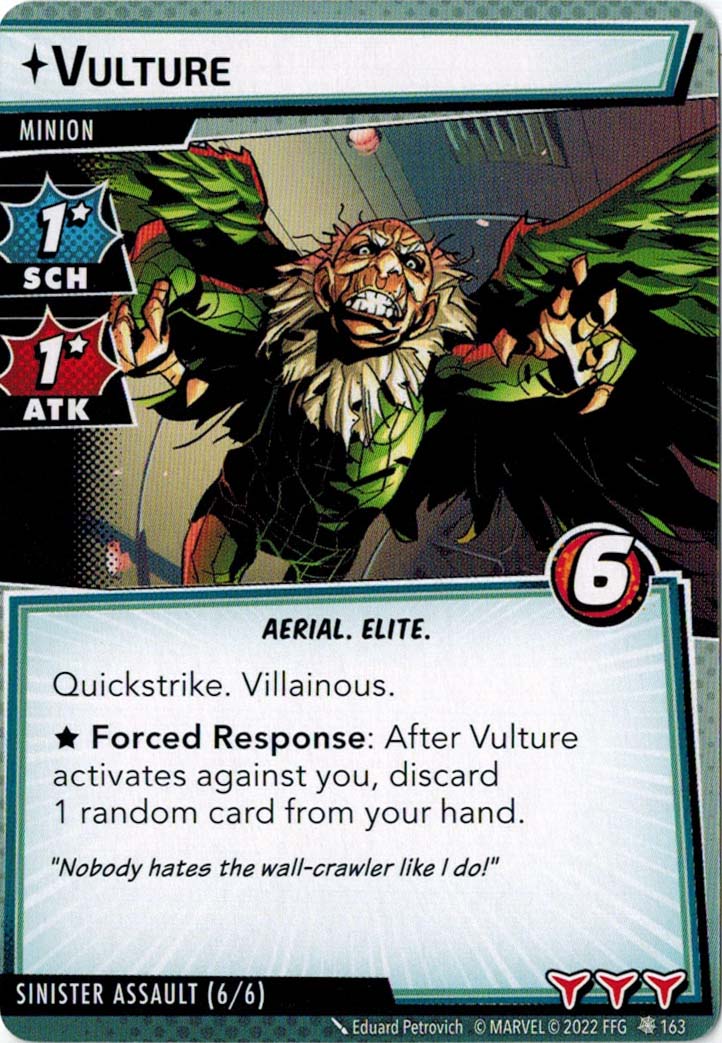 VULTURE
MINION
1
SCH
1
ATK
6
AERIAL. ELITE.
Quickstrike. Villainous.
★ Forced Response: After Vulture
activates against you, discard
1 random card from your hand.
"Nobody hates the wall-crawler like I do!"
SINISTER ASSAULT (6/6)
Eduard Petrovich © MARVEL © 2022 FFG 163